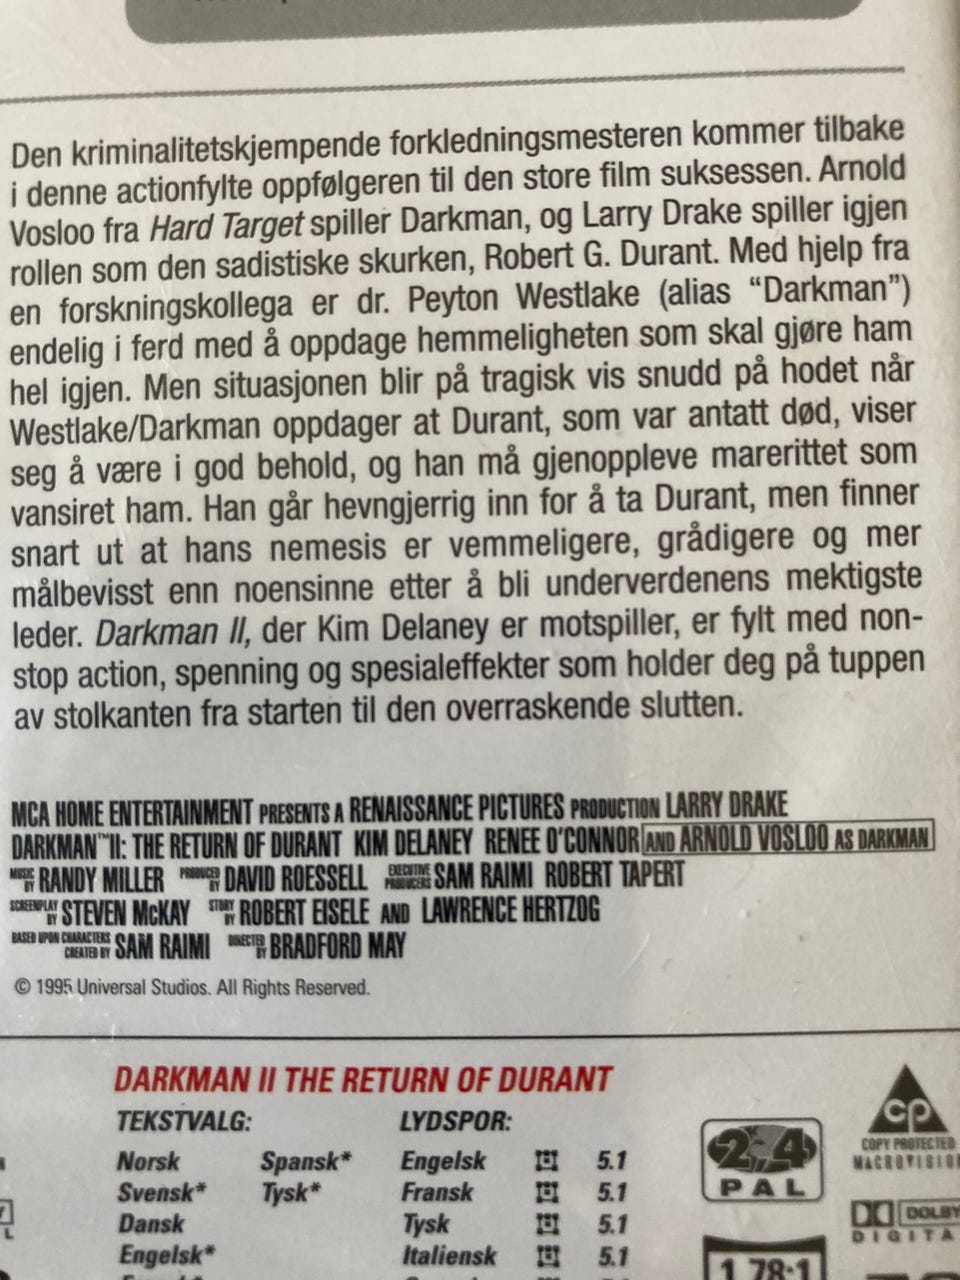 Den kriminalitetskjempende forkledningsmesteren kommer tilbake
i denne actionfylte oppfølgeren til den store film suksessen. Arnold
Vosloo fra Hard Target spiller Darkman, og Larry Drake spiller igjen
rollen som den sadistiske skurken, Robert G. Durant. Med hjelp fra
en forskningskollega er dr. Peyton Westlake (alias “Darkman”)
endelig i ferd med å oppdage hemmeligheten som skal gjøre ham
hel igjen. Men situasjonen blir på tragisk vis snudd på hodet når
Westlake/Darkman oppdager at Durant, som var antatt død, viser
seg å være i god behold, og han må gjenoppleve marerittet som
vansiret ham. Han går hevngjerrig inn for å ta Durant, men finner
snart ut at hans nemesis er vemmeligere, grådigere og mer
målbevisst enn noensinne etter å bli underverdenens mektigste
leder. Darkman II, der Kim Delaney er motspiller, er fylt med non-
stop action, spenning og spesialeffekter som holder deg på tuppen
av stolkanten fra starten til den overraskende slutten.
MCA HOME ENTERTAINMENT PRESENTS A RENAISSANCE PICTURES PRODUCTION LARRY DRAKE
DARKMAN™II: THE RETURN OF DURANT KIM DELANEY RENEE O'CONNOR AND ARNOLD VOSLOO AS DARKMAN
MUSIC BY RANDY MILLER PRODUCED BY DAVID ROESSELL EXECUTIVE PRODUCERS SAM RAIMI ROBERT TAPERT
SCREENPLAY BY STEVEN McKAY STORY BY ROBERT EISELE AND LAWRENCE HERTZOG
BASED UPON CHARACTERS CREATED BY SAM RAIMI DIRECTED BY BRADFORD MAY
© 1995 Universal Studios. All Rights Reserved.
DARKMAN II THE RETURN OF DURANT
TEKSTVALG: LYDSPOR:
Norsk Spansk* Engelsk 5.1
Svensk* Tysk* Fransk 5.1
Dansk Tysk 5.1
Engelsk* Italiensk 5.1
2 4
PAL
CP
COPY PROTECTED
MACROVISION
DOLBY
DIGITA
1.78:1